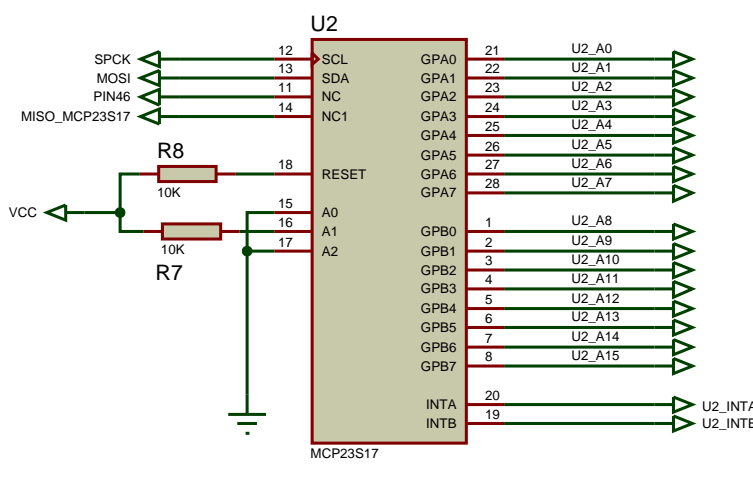 U2
SPCK 12 SCL GPA0 21 U2_A0
MOSI 13 SDA GPA1 22 U2_A1
PIN46 11 NC GPA2 23 U2_A2
MISO_MCP23S17 14 NC1 GPA3 24 U2_A3
GPA4 25 U2_A4
R8 GPA5 26 U2_A5
18 RESET GPA6 27 U2_A6
10K GPA7 28 U2_A7
VCC 15 A0
16 A1 GPB0 1 U2_A8
10K 17 A2 GPB1 2 U2_A9
R7 GPB2 3 U2_A10
GPB3 4 U2_A11
GPB4 5 U2_A12
GPB5 6 U2_A13
GPB6 7 U2_A14
GPB7 8 U2_A15
INTA 20 U2_INTA
INTB 19 U2_INTB
MCP23S17